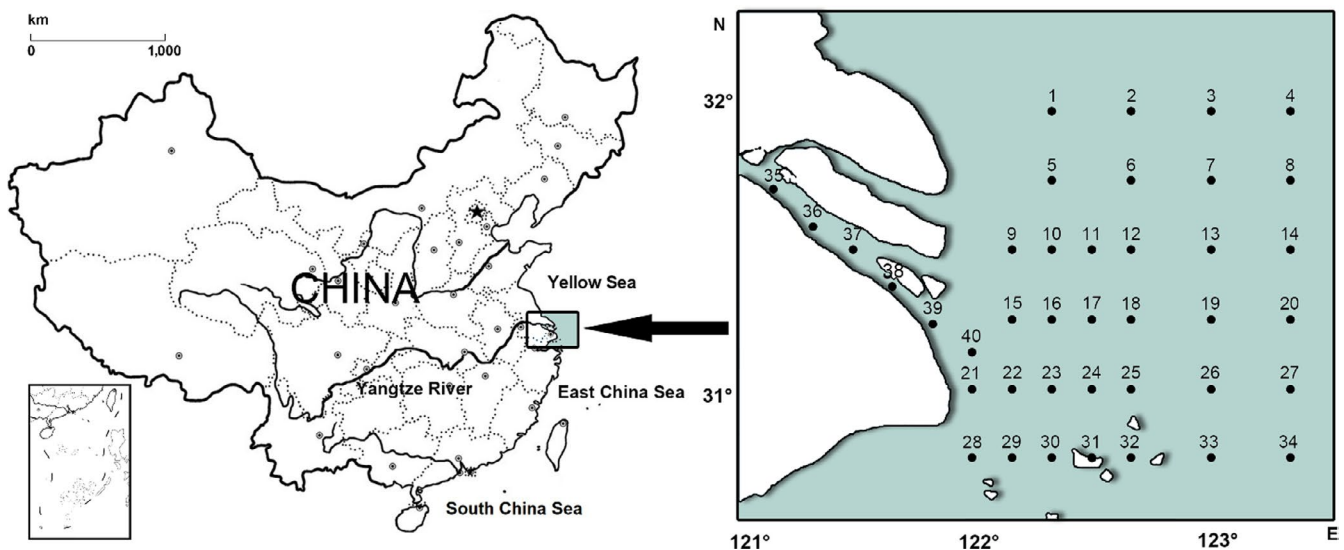 km
0 1,000
CHINA
Yellow Sea
Yangtze River
East China Sea
South China Sea
N
32°
1 2 3 4
5 6 7 8
35
36
37
9 10 11 12 13 14
38
39
15 16 17 18 19 20
40
31°
21 22 23 24 25 26 27
28 29 30 31 32 33 34
121° 122° 123° E